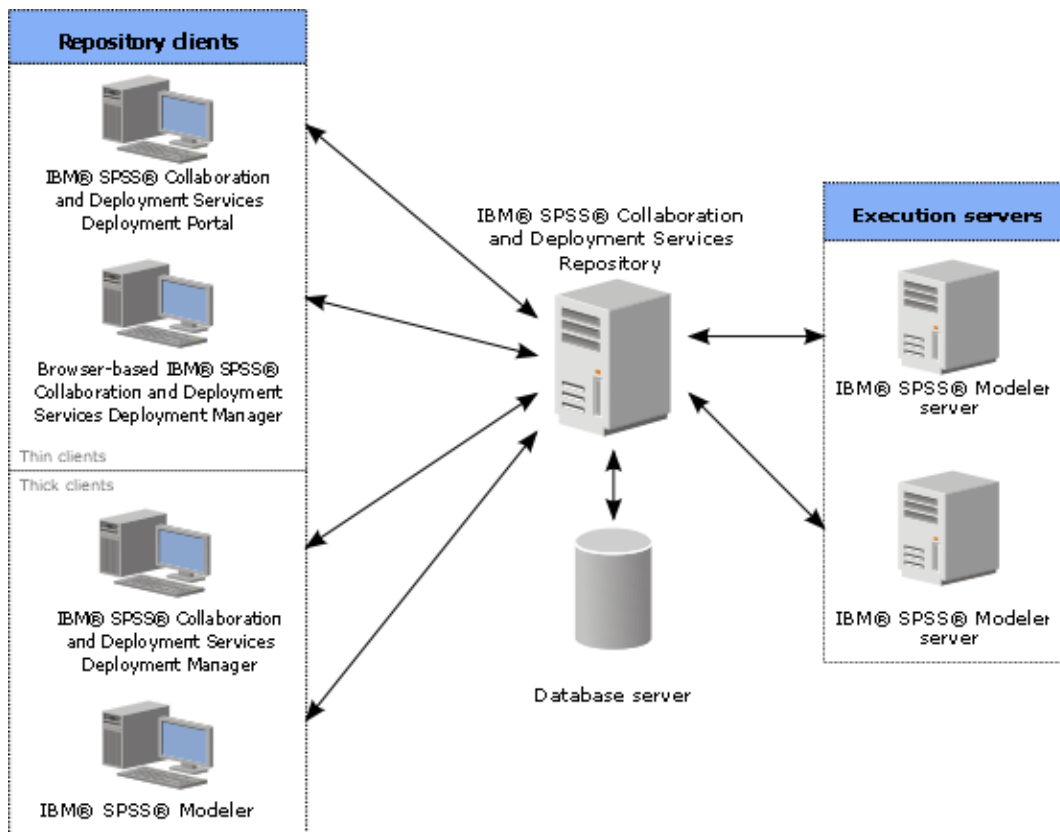 Repository clients
IBM® SPSS® Collaboration
and Deployment Services
Deployment Portal
Browser-based IBM® SPSS®
Collaboration and Deployment
Services Deployment Manager
Thin clients
Thick clients
IBM® SPSS® Collaboration
and Deployment Services
Deployment Manager
IBM® SPSS® Modeler
IBM® SPSS® Collaboration
and Deployment Services
Repository
Database server
Execution servers
IBM® SPSS® Modeler
server
IBM® SPSS® Modeler
server